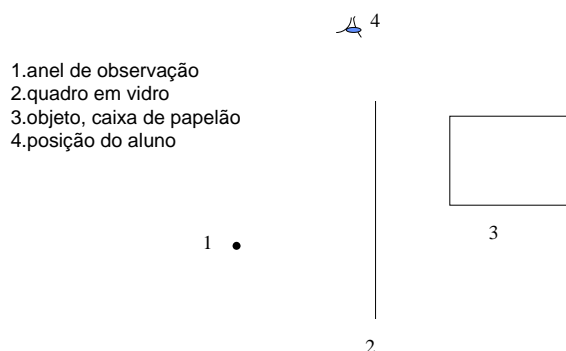 4
1.anel de observação
2.quadro em vidro
3.objeto, caixa de papelão
4.posição do aluno
1
3
2